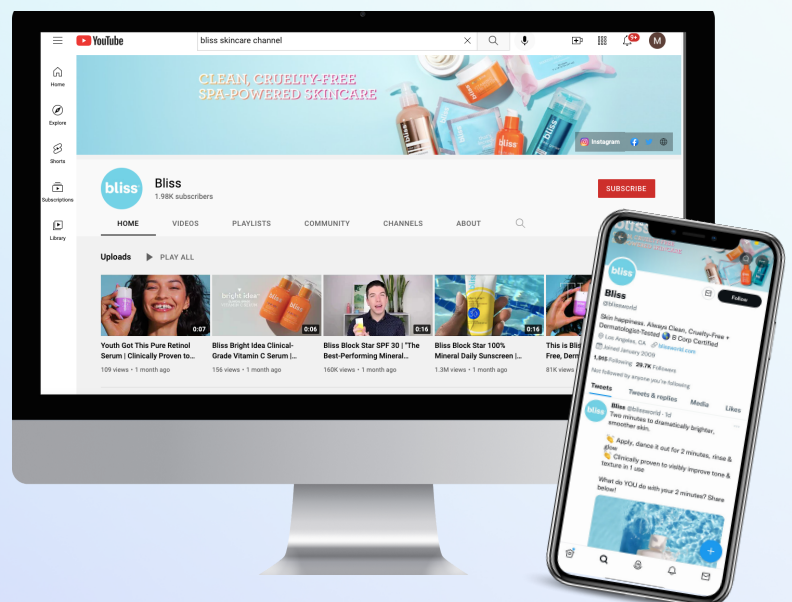 YouTube
bliss skincare channel
9+
M
CLEAN, CRUELTY-FREE
SPA-POWERED SKINCARE
Instagram
Home
Explore
Shorts
Subscriptions
Library
bliss
Bliss
1.98K subscribers
SUBSCRIBE
HOME VIDEOS PLAYLISTS COMMUNITY CHANNELS ABOUT
Uploads PLAY ALL
bright idea
0:07
0:06
0:16
0:16
Youth Got This Pure Retinol
Serum | Clinically Proven to...
109 views • 1 month ago
Bliss Bright Idea Clinical-
Grade Vitamin C Serum |...
156 views • 1 month ago
Bliss Block Star SPF 30 | "The
Best-Performing Mineral...
160K views • 1 month ago
Bliss Block Star 100%
Mineral Daily Sunscreen |...
1.3M views • 1 month ago
This is Blis
Free, Derm
81K views
bliss
Follow
Bliss
@blissworld
Skin happiness. Always Clean, Cruelty-Free +
Dermatologist-Tested B Corp Certified
Los Angeles, CA blissworld.com
Joined January 2009
1,915 Following 29.7K Followers
Not followed by anyone you're following
Tweets Tweets & replies Media Likes
bliss
Bliss @blissworld · 1d
Two minutes to dramatically brighter,
smoother skin.
Apply, dance it out for 2 minutes, rinse &
glow
Clinically proven to visibly improve tone &
texture in 1 use
What do YOU do with your 2 minutes? Share
below!